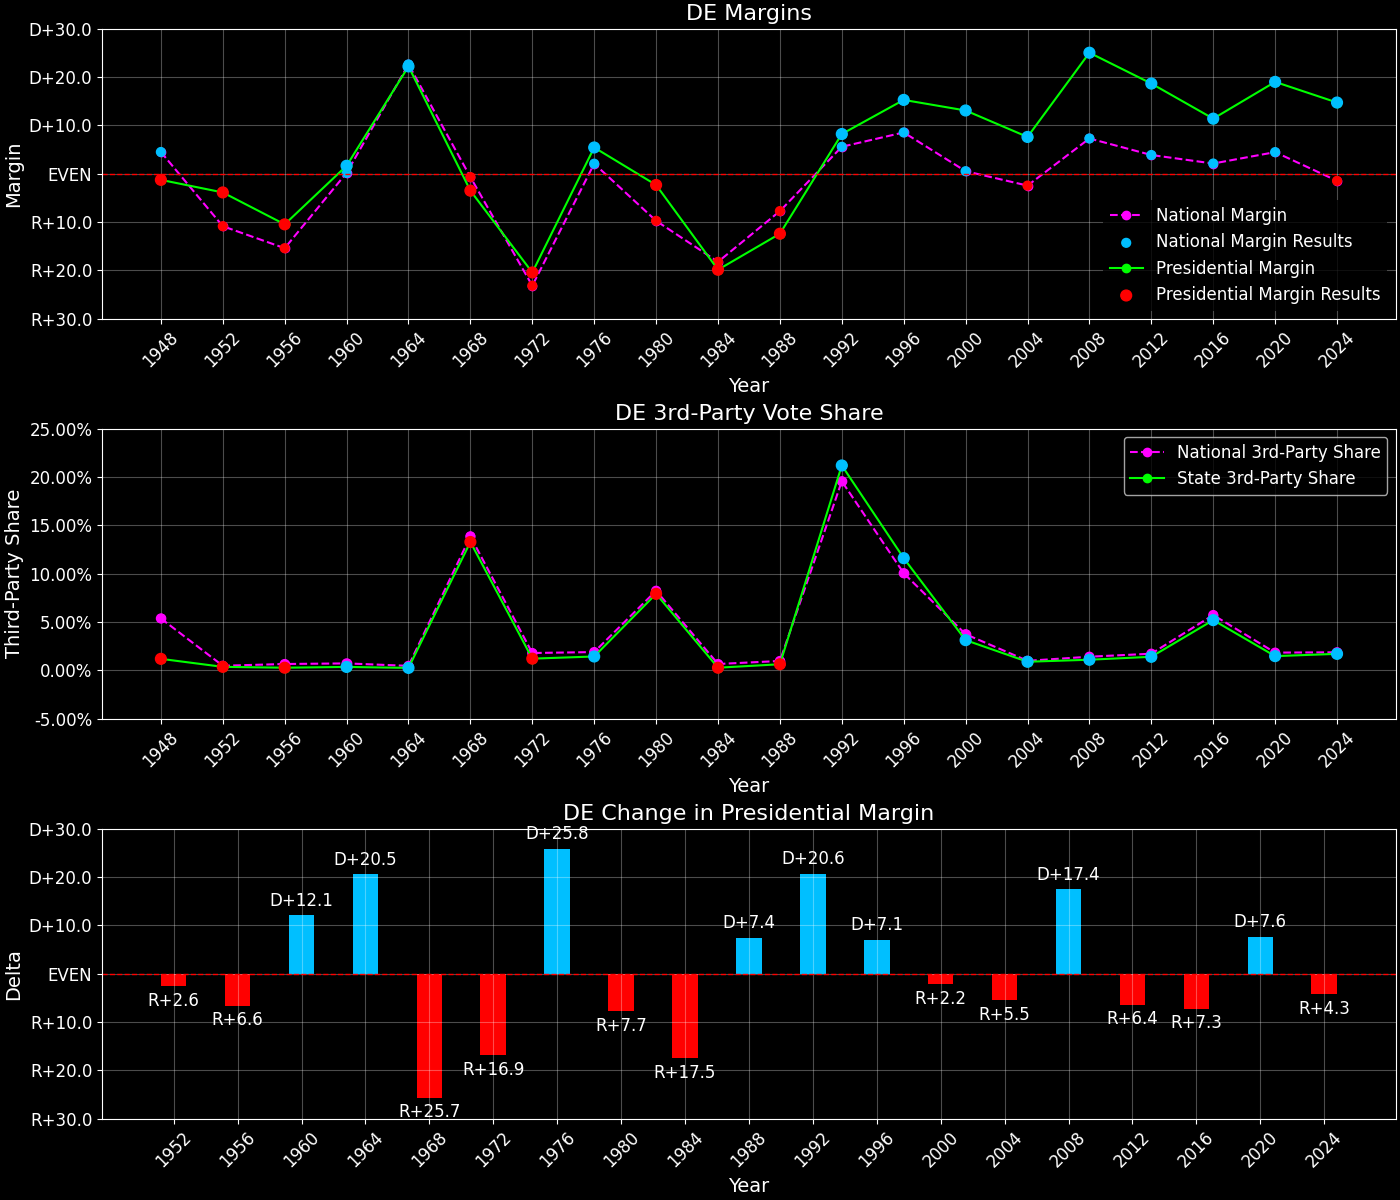 DE Margins
D+30.0
D+20.0
D+10.0
EVEN
R+10.0
R+20.0
R+30.0
Margin
National Margin
National Margin Results
Presidential Margin
Presidential Margin Results
1948 1952 1956 1960 1964 1968 1972 1976 1980 1984 1988 1992 1996 2000 2004 2008 2012 2016 2020 2024
Year
DE 3rd-Party Vote Share
25.00%
20.00%
15.00%
10.00%
5.00%
0.00%
-5.00%
Third-Party Share
National 3rd-Party Share
State 3rd-Party Share
1948 1952 1956 1960 1964 1968 1972 1976 1980 1984 1988 1992 1996 2000 2004 2008 2012 2016 2020 2024
Year
DE Change in Presidential Margin
D+30.0
D+20.0
D+10.0
EVEN
R+10.0
R+20.0
R+30.0
Delta
R+2.6
R+6.6
D+12.1
D+20.5
R+25.7
R+16.9
D+25.8
R+7.7
R+17.5
D+7.4
D+20.6
D+7.1
R+2.2
R+5.5
D+17.4
R+6.4
R+7.3
D+7.6
R+4.3
1952 1956 1960 1964 1968 1972 1976 1980 1984 1988 1992 1996 2000 2004 2008 2012 2016 2020 2024
Year